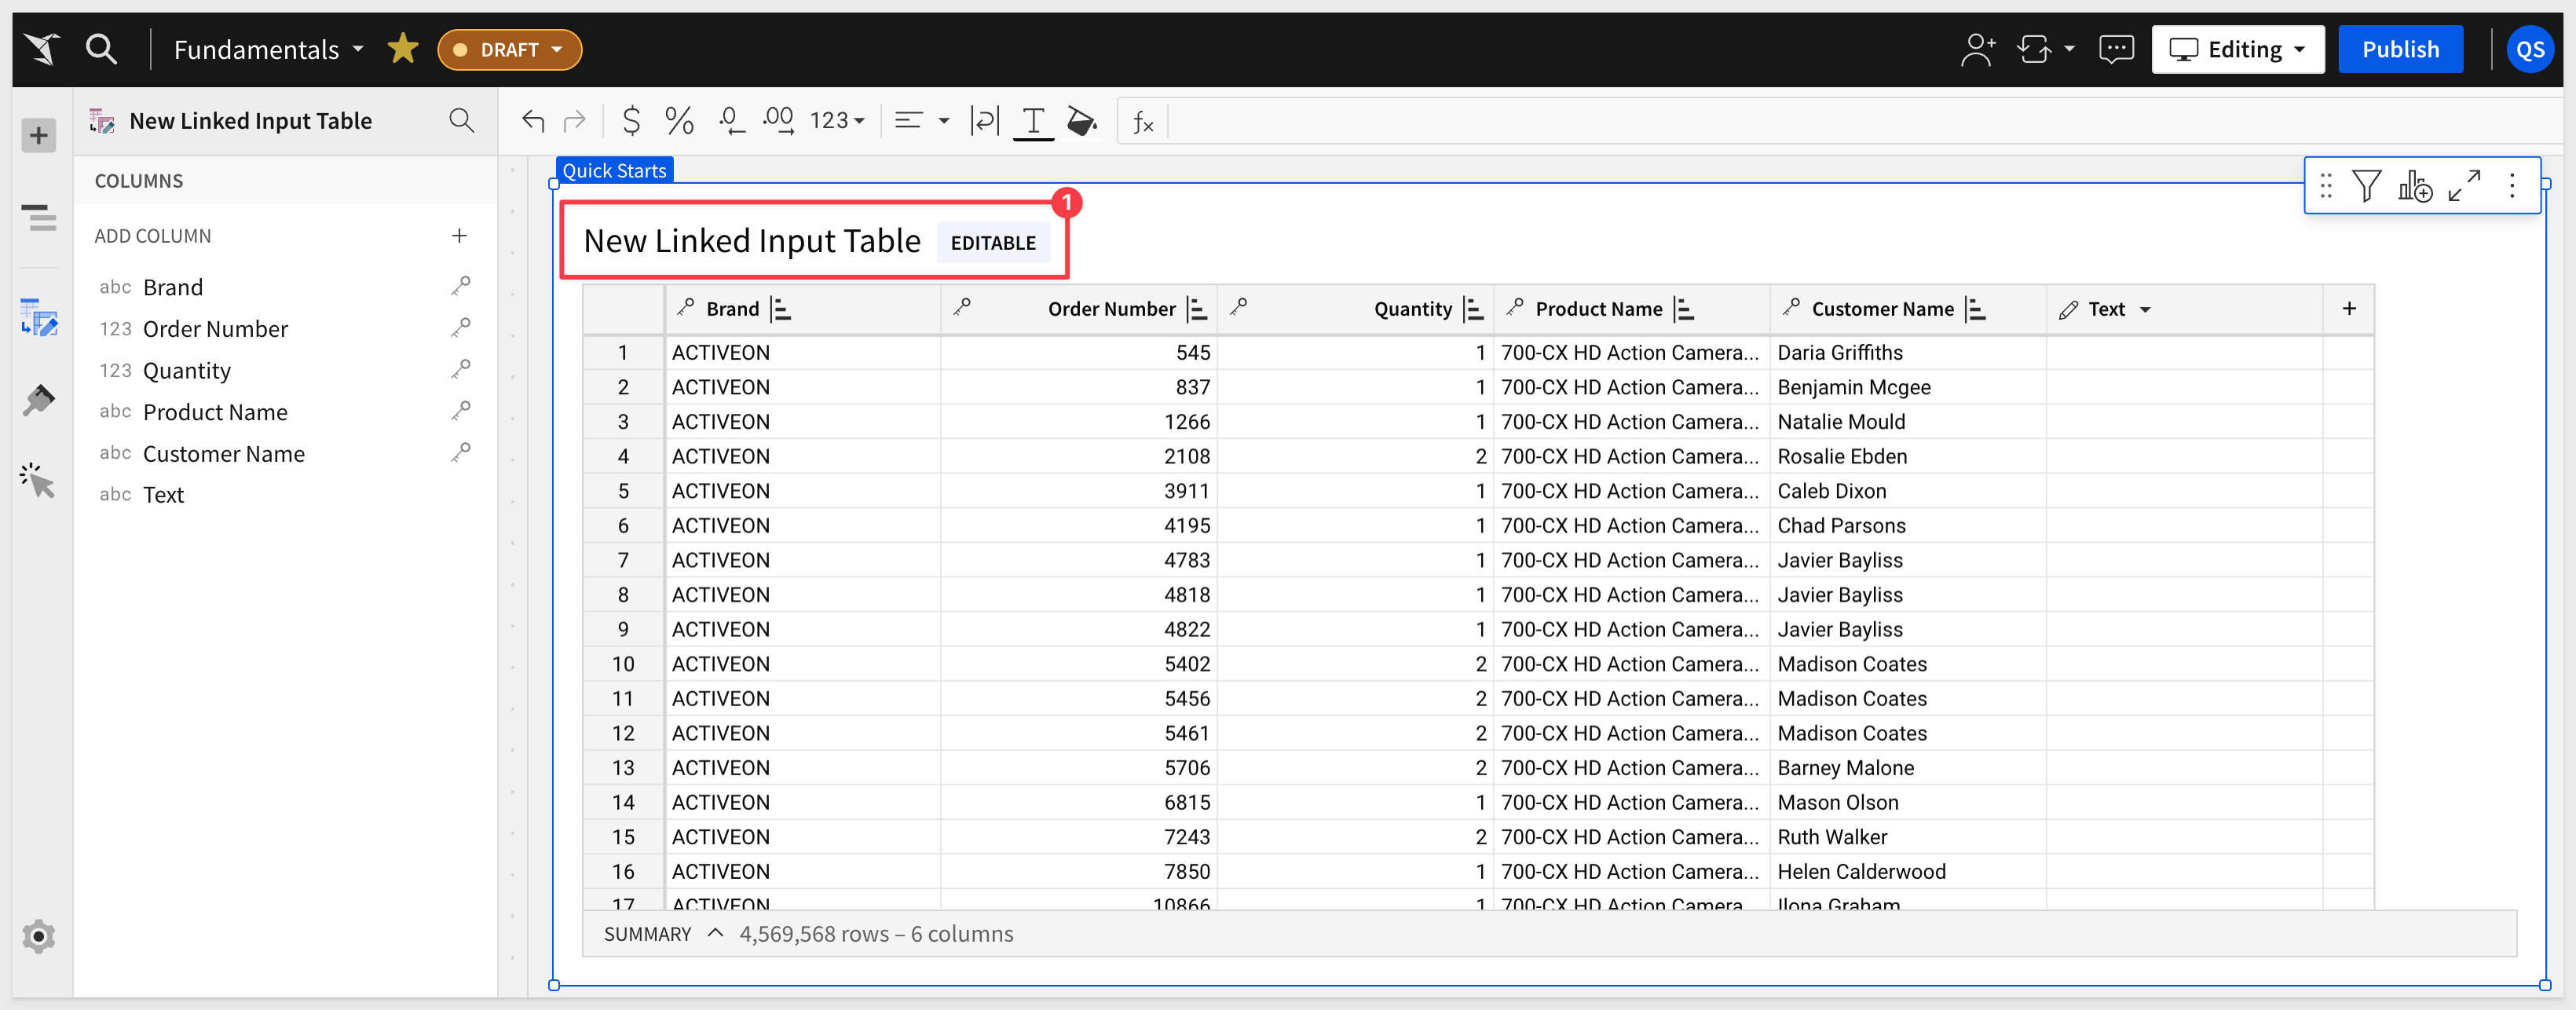 Fundamentals DRAFT Editing Publish QS
New Linked Input Table $ % .0 .00 123 fx
Quick Starts
COLUMNS
ADD COLUMN
abc Brand
123 Order Number
123 Quantity
abc Product Name
abc Customer Name
abc Text
1
New Linked Input Table EDITABLE
Brand Order Number Quantity Product Name Customer Name Text
1 ACTIVEON 545 1 700-CX HD Action Camera... Daria Griffiths
2 ACTIVEON 837 1 700-CX HD Action Camera... Benjamin Mcgee
3 ACTIVEON 1266 1 700-CX HD Action Camera... Natalie Mould
4 ACTIVEON 2108 2 700-CX HD Action Camera... Rosalie Ebden
5 ACTIVEON 3911 1 700-CX HD Action Camera... Caleb Dixon
6 ACTIVEON 4195 1 700-CX HD Action Camera... Chad Parsons
7 ACTIVEON 4783 1 700-CX HD Action Camera... Javier Bayliss
8 ACTIVEON 4818 1 700-CX HD Action Camera... Javier Bayliss
9 ACTIVEON 4822 1 700-CX HD Action Camera... Javier Bayliss
10 ACTIVEON 5402 2 700-CX HD Action Camera... Madison Coates
11 ACTIVEON 5456 2 700-CX HD Action Camera... Madison Coates
12 ACTIVEON 5461 2 700-CX HD Action Camera... Madison Coates
13 ACTIVEON 5706 2 700-CX HD Action Camera... Barney Malone
14 ACTIVEON 6815 1 700-CX HD Action Camera... Mason Olson
15 ACTIVEON 7243 2 700-CX HD Action Camera... Ruth Walker
16 ACTIVEON 7850 1 700-CX HD Action Camera... Helen Calderwood
17 ACTIVEON 10866 1 700-CX HD Action Camera... Ilona Graham
SUMMARY 4,569,568 rows – 6 columns